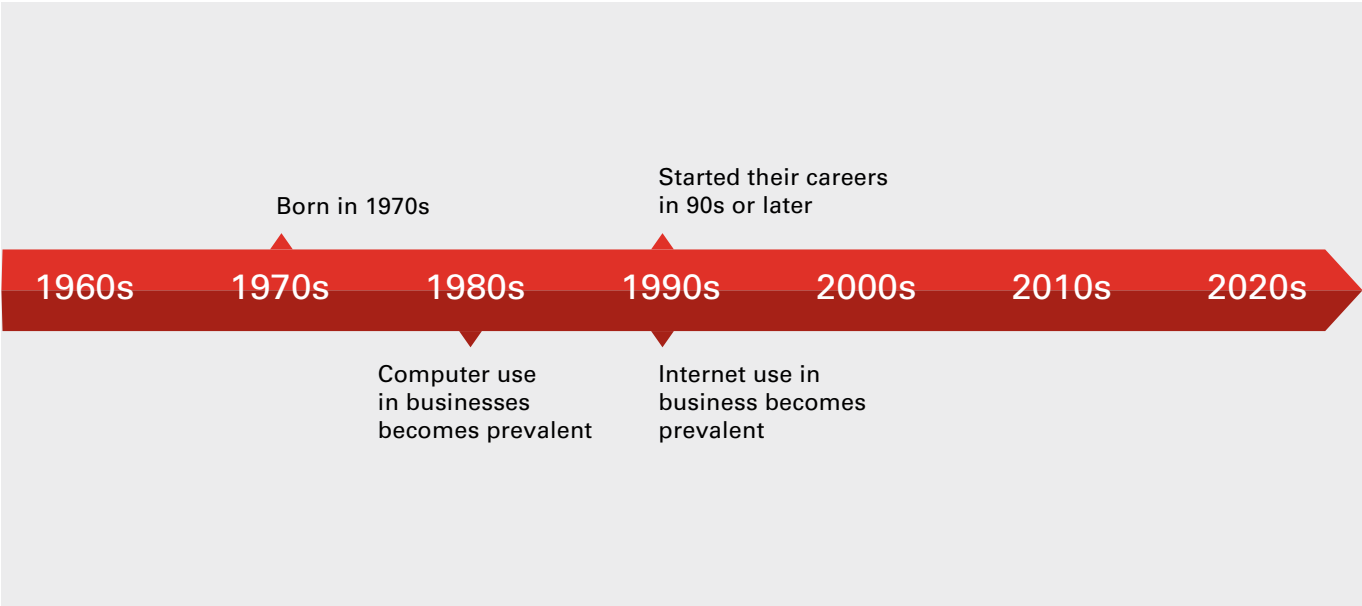 Started their careers
in 90s or later
Born in 1970s
1960s 1970s 1980s 1990s 2000s 2010s 2020s
Computer use
in businesses
becomes prevalent
Internet use in
business becomes
prevalent